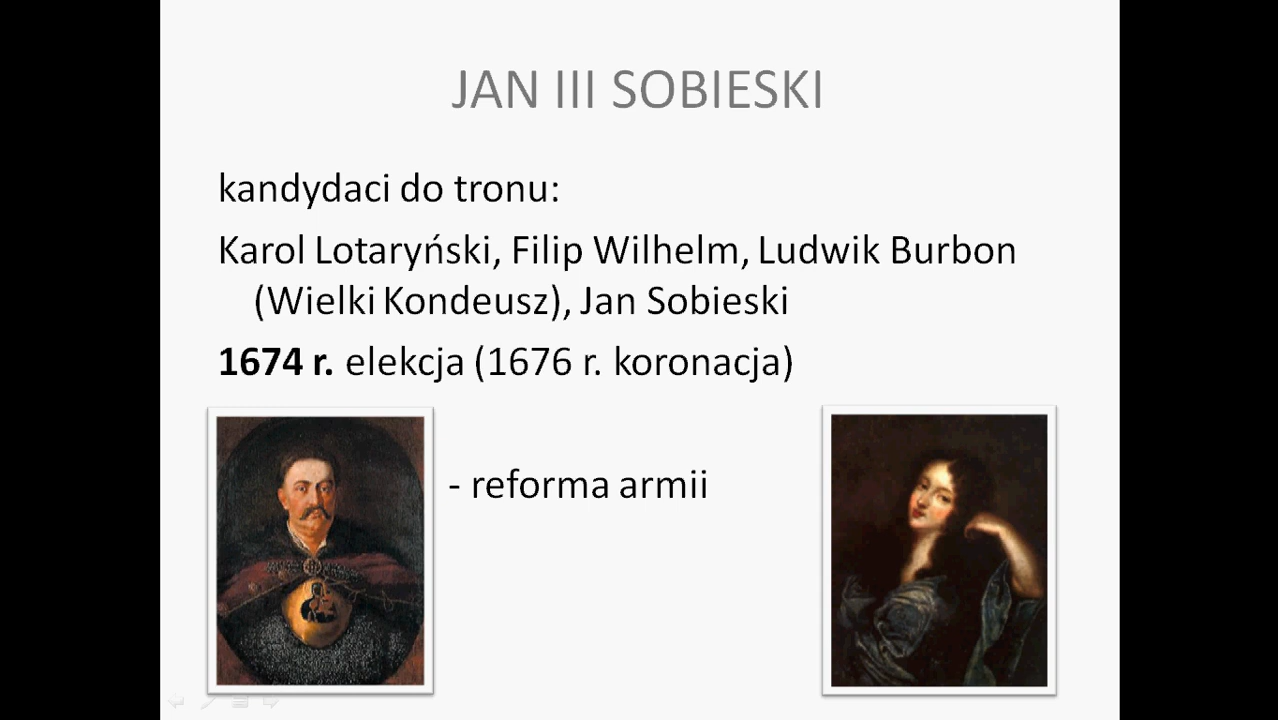 JAN III SOBIESKI
kandydaci do tronu:
Karol Lotaryński, Filip Wilhelm, Ludwik Burbon
(Wielki Kondeusz), Jan Sobieski
1674 r. elekcja (1676 r. koronacja)
- reforma armii